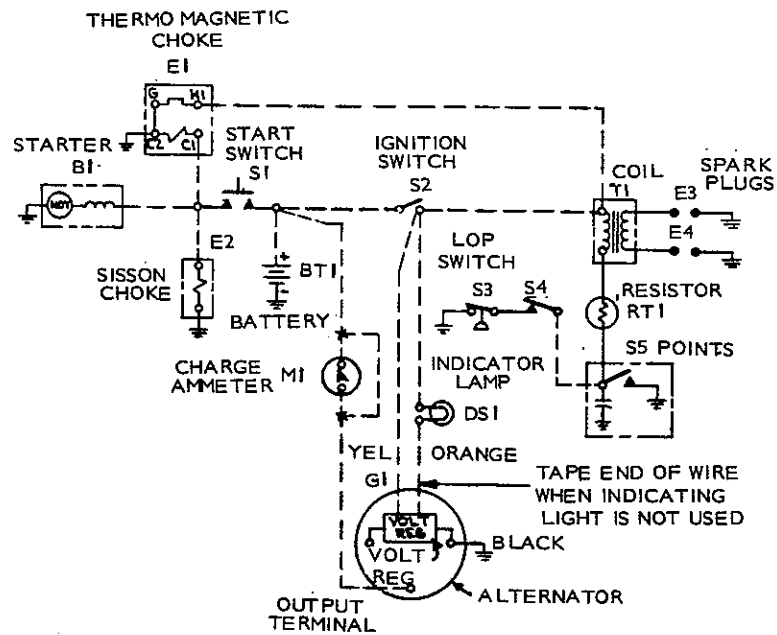 THERMO MAGNETIC
CHOKE
E1
G H1
C2 C1
STARTER
B1
MOT
START
SWITCH
S1
IGNITION
SWITCH
S2
COIL
T1
SPARK
PLUGS
E3
E4
E2
SISSON
CHOKE
+
BT1
-
BATTERY
LOP
SWITCH
S3 S4
RESISTOR
RT1
S5 POINTS
CHARGE
AMMETER
M1
INDICATOR
LAMP
DS1
YEL ORANGE
G1
TAPE END OF WIRE
WHEN INDICATING
LIGHT IS NOT USED
VOLT
REG
VOLT
REG
BLACK
ALTERNATOR
OUTPUT
TERMINAL